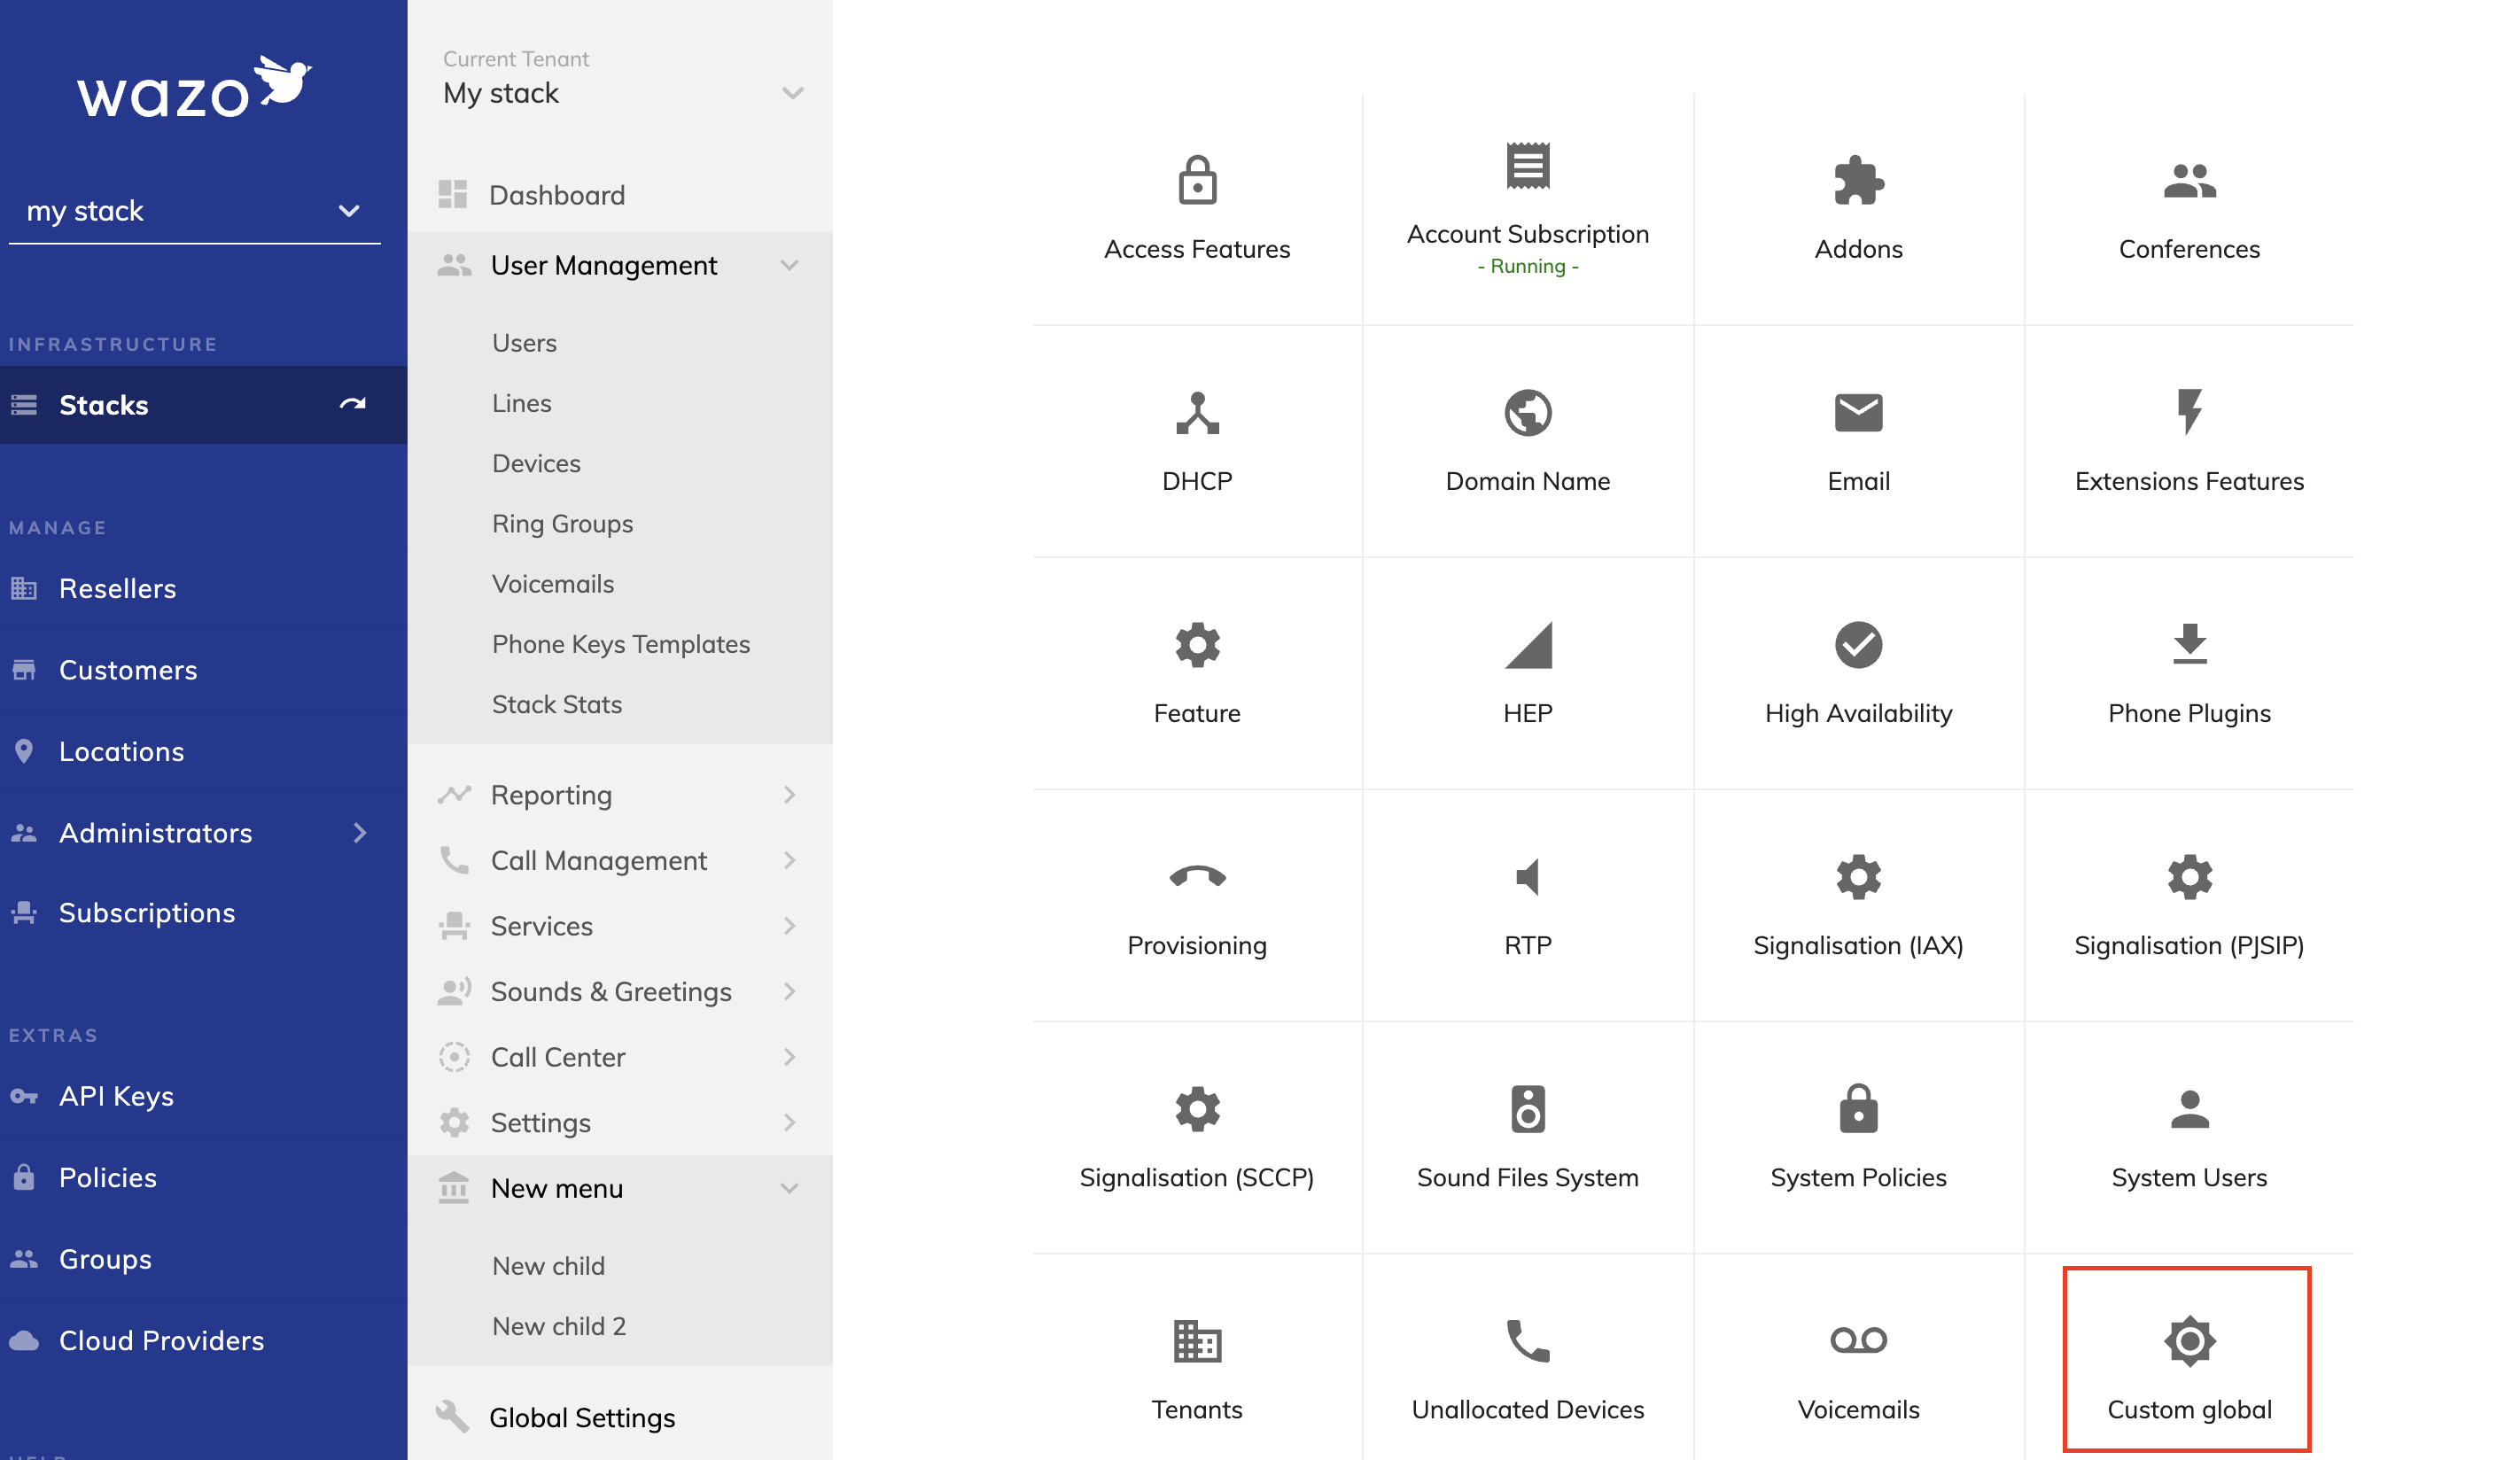 wazo
my stack
INFRASTRUCTURE
Stacks
MANAGE
Resellers
Customers
Locations
Administrators
Subscriptions
EXTRAS
API Keys
Policies
Groups
Cloud Providers
HELP
Current Tenant
My stack
Dashboard
User Management
Users
Lines
Devices
Ring Groups
Voicemails
Phone Keys Templates
Stack Stats
Reporting
Call Management
Services
Sounds & Greetings
Call Center
Settings
New menu
New child
New child 2
Global Settings
Access Features
Account Subscription
- Running -
Addons
Conferences
DHCP
Domain Name
Email
Extensions Features
Feature
HEP
High Availability
Phone Plugins
Provisioning
RTP
Signalisation (IAX)
Signalisation (PJSIP)
Signalisation (SCCP)
Sound Files System
System Policies
System Users
Tenants
Unallocated Devices
Voicemails
Custom global